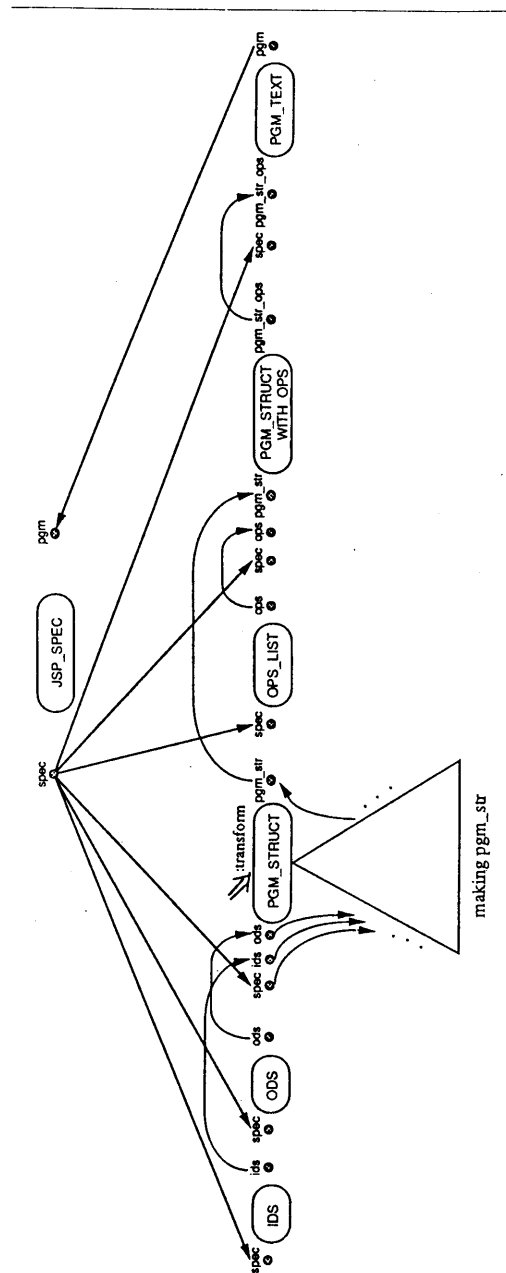 spec
JSP_SPEC
pgm
spec
IDS
ids
spec
ODS
ods
spec ids ods
:transform
PGM_STRUCT
pgm_str
spec
OPS_LIST
ops
spec ops pgm_str
PGM_STRUCT
WITH OPS
pgm_str_ops
spec pgm_str_ops
PGM_TEXT
pgm
making pgm_str